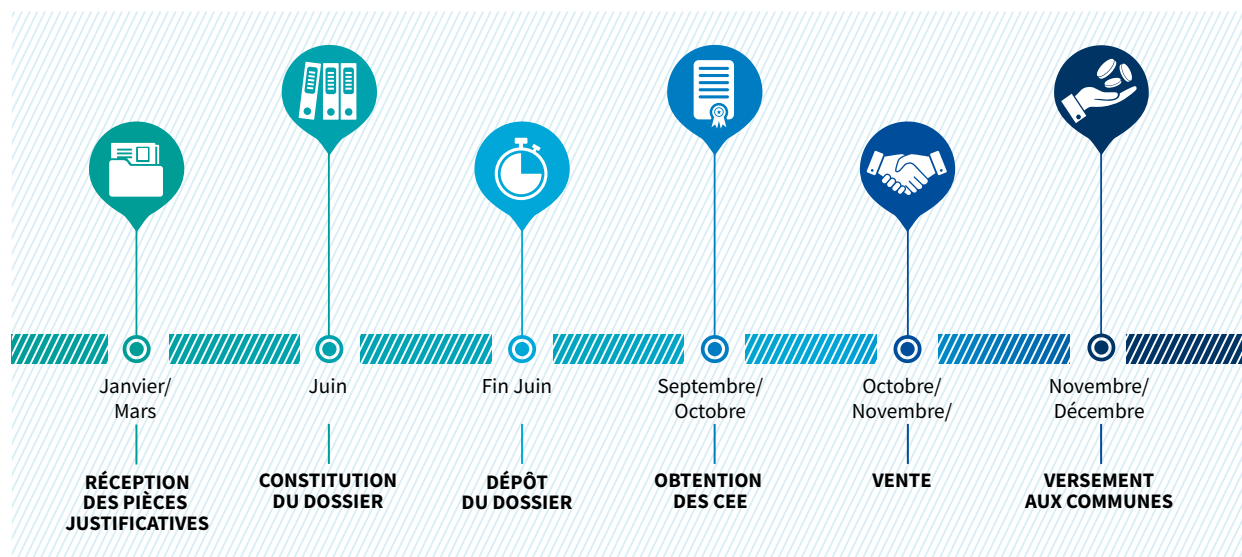 Janvier/
Mars
RÉCEPTION
DES PIÈCES
JUSTIFICATIVES
Juin
CONSTITUTION
DU DOSSIER
Fin Juin
DÉPÔT
DU DOSSIER
Septembre/
Octobre
OBTENTION
DES CEE
Octobre/
Novembre/
VENTE
Novembre/
Décembre
VERSEMENT
AUX COMMUNES